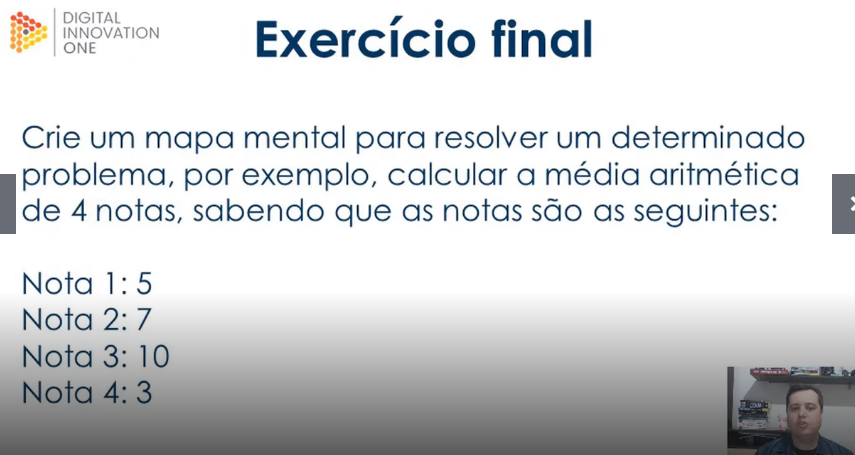 DIGITAL
INNOVATION
ONE
Exercício final
Crie um mapa mental para resolver um determinado
problema, por exemplo, calcular a média aritmética
de 4 notas, sabendo que as notas são as seguintes:
Nota 1: 5
Nota 2: 7
Nota 3: 10
Nota 4: 3